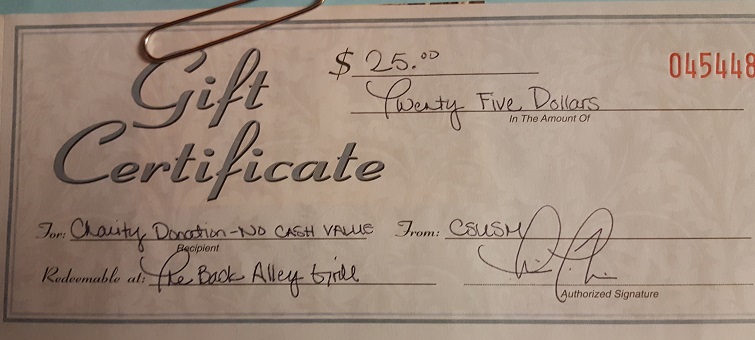 Gift
Certificate
$ 25.00
045448
Twenty Five Dollars
In The Amount Of
For: Charity Donation - NO CASH VALUE
Recipient
From: CSUSM
Redeemable at: The Back Alley Grill
Authorized Signature